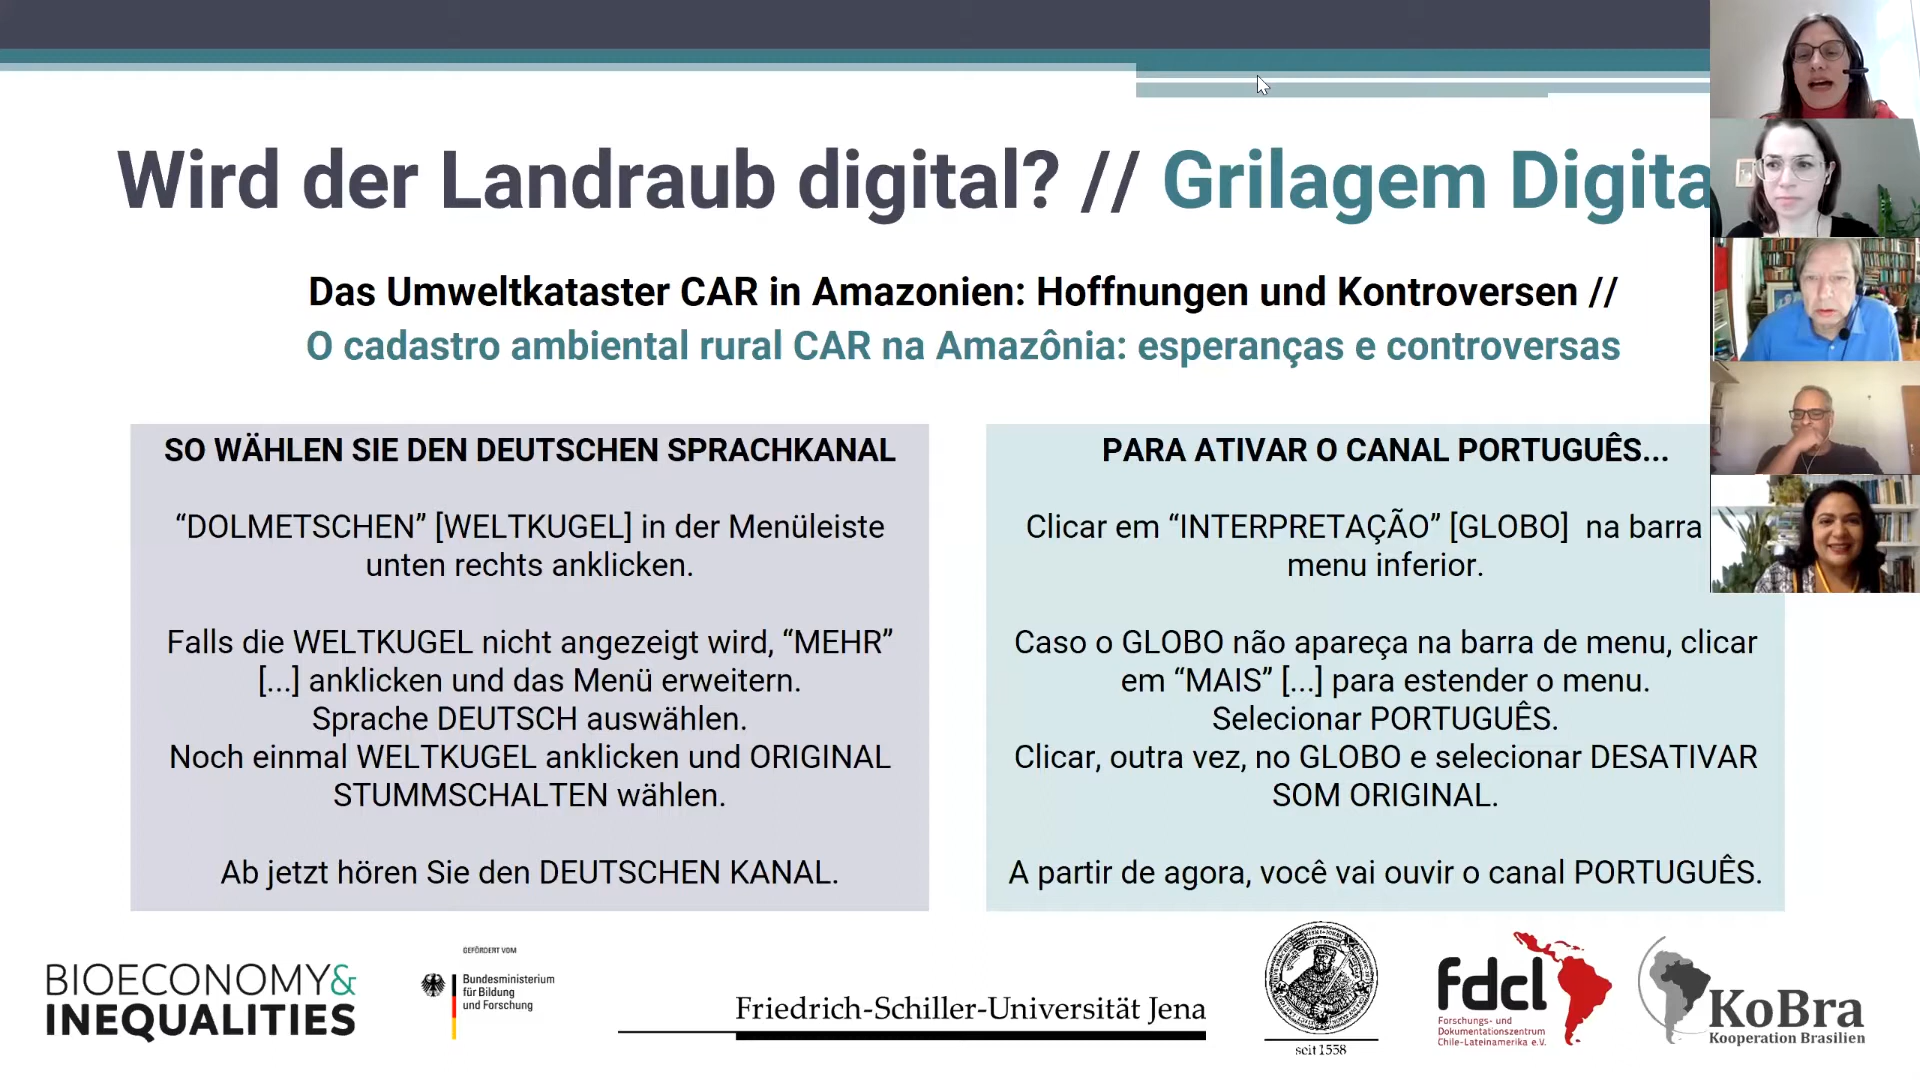 Wird der Landraub digital? // Grilagem Digita
Das Umweltkataster CAR in Amazonien: Hoffnungen und Kontroversen //
O cadastro ambiental rural CAR na Amazônia: esperanças e controversas
SO WÄHLEN SIE DEN DEUTSCHEN SPRACHKANAL
“DOLMETSCHEN” [WELTKUGEL] in der Menüleiste
unten rechts anklicken.
Falls die WELTKUGEL nicht angezeigt wird, “MEHR”
[...] anklicken und das Menü erweitern.
Sprache DEUTSCH auswählen.
Noch einmal WELTKUGEL anklicken und ORIGINAL
STUMMSCHALTEN wählen.
Ab jetzt hören Sie den DEUTSCHEN KANAL.
PARA ATIVAR O CANAL PORTUGUÊS...
Clicar em “INTERPRETAÇÃO” [GLOBO] na barra
menu inferior.
Caso o GLOBO não apareça na barra de menu, clicar
em “MAIS” [...] para estender o menu.
Selecionar PORTUGUÊS.
Clicar, outra vez, no GLOBO e selecionar DESATIVAR
SOM ORIGINAL.
A partir de agora, você vai ouvir o canal PORTUGUÊS.
BIOECONOMY&
INEQUALITIES
GEFÖRDERT VOM
Bundesministerium
für Bildung
und Forschung
Friedrich-Schiller-Universität Jena
seit 1558
fdcl
Forschungs- und
Dokumentationszentrum
Chile-Lateinamerika e.V.
KoBra
Kooperation Brasilien